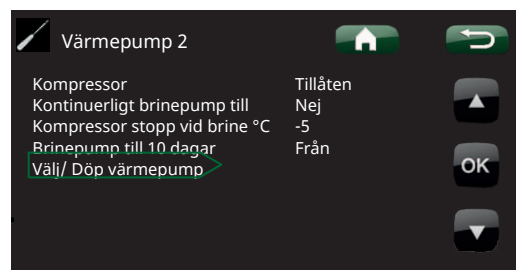 Värmepump 2
Kompressor Tillåten
Kontinuerligt brinepump till Nej
Kompressor stopp vid brine °C -5
Brinepump till 10 dagar Från
Välj/ Döp värmepump
OK